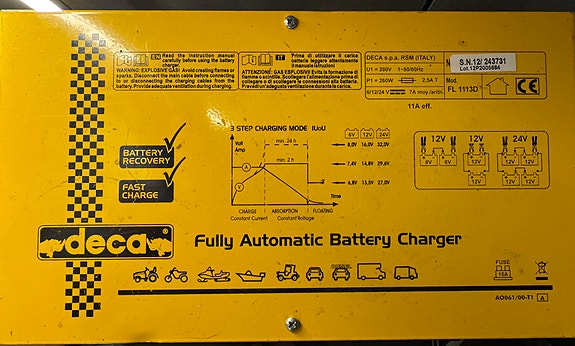 EN Read the instruction manual
carefully before using the battery
charger.
WARNING: EXPLOSIVE GAS! Avoid creating flames or
sparks. Disconnect the main cable before connecting
or disconnecting the charging cables from the
battery. Provide adequate ventilation during charging.
IT Prima di utilizzare il carica
batteria leggere attentamente
il manuale istruzioni
ATTENZIONE: GAS ESPLOSIVE Evita la formazione di
fiamme o scintille. Scollegare l'alimentazione prima di
collegare o scollegare le connessioni alla batteria.
Prevedi un'adeguata ventilazione durante la carica.
DECA s.p.a. RSM (ITALY)
U1 = 230V 1~50/60Hz
P1 = 260W 2,5A T
6/12/24 V 7A moy./arith.
11A eff.
S.N.12/ 243731
Lot.12P2005684
Mod.
FL 1113D
CE
BATTERY
RECOVERY
FAST
CHARGE
3 STEP CHARGING MODE IUoU
Volt
Amp
min. 24 h
min. 2 h
A
V
Time
CHARGE ABSORPTION FLOATING
Constant Current Constant Voltage
6V 12V 24V
8,0V 16,0V 32,0V
7,4V 14,8V 29,6V
6,8V 13,5V 27,0V
12V 12V 24V
6V 6V 12V 12V 12V
12V
deca ®
Fully Automatic Battery Charger
FUSE
15A
AO061/00-T1 A